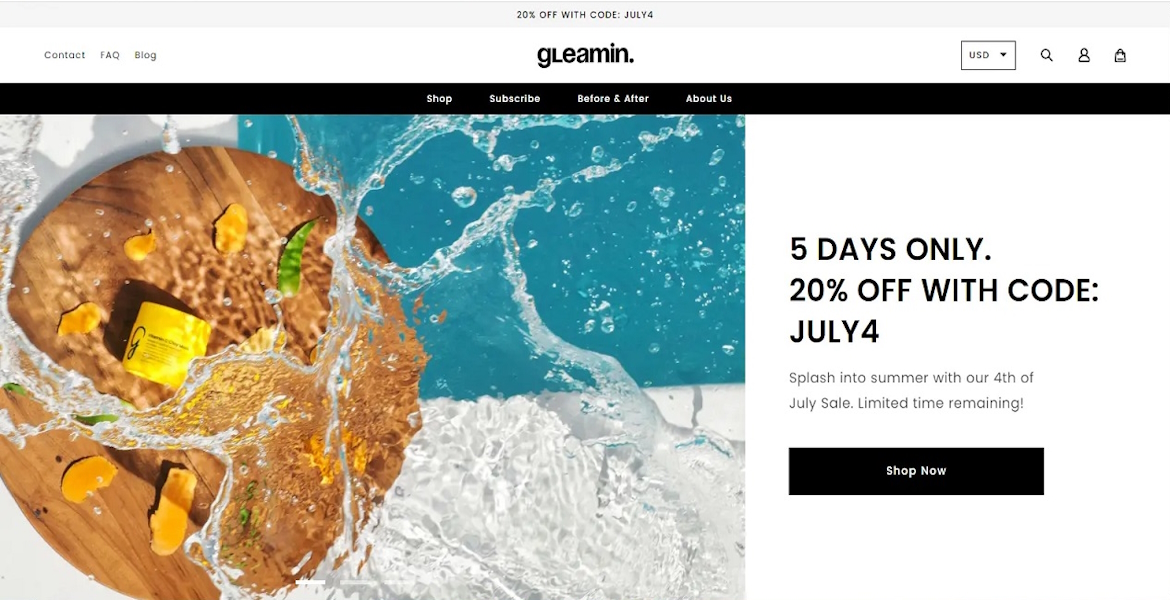 20% OFF WITH CODE: JULY4
Contact FAQ Blog
gleamin.
USD
Shop Subscribe Before & After About Us
5 DAYS ONLY.
20% OFF WITH CODE:
JULY4
Splash into summer with our 4th of
July Sale. Limited time remaining!
Shop Now
g